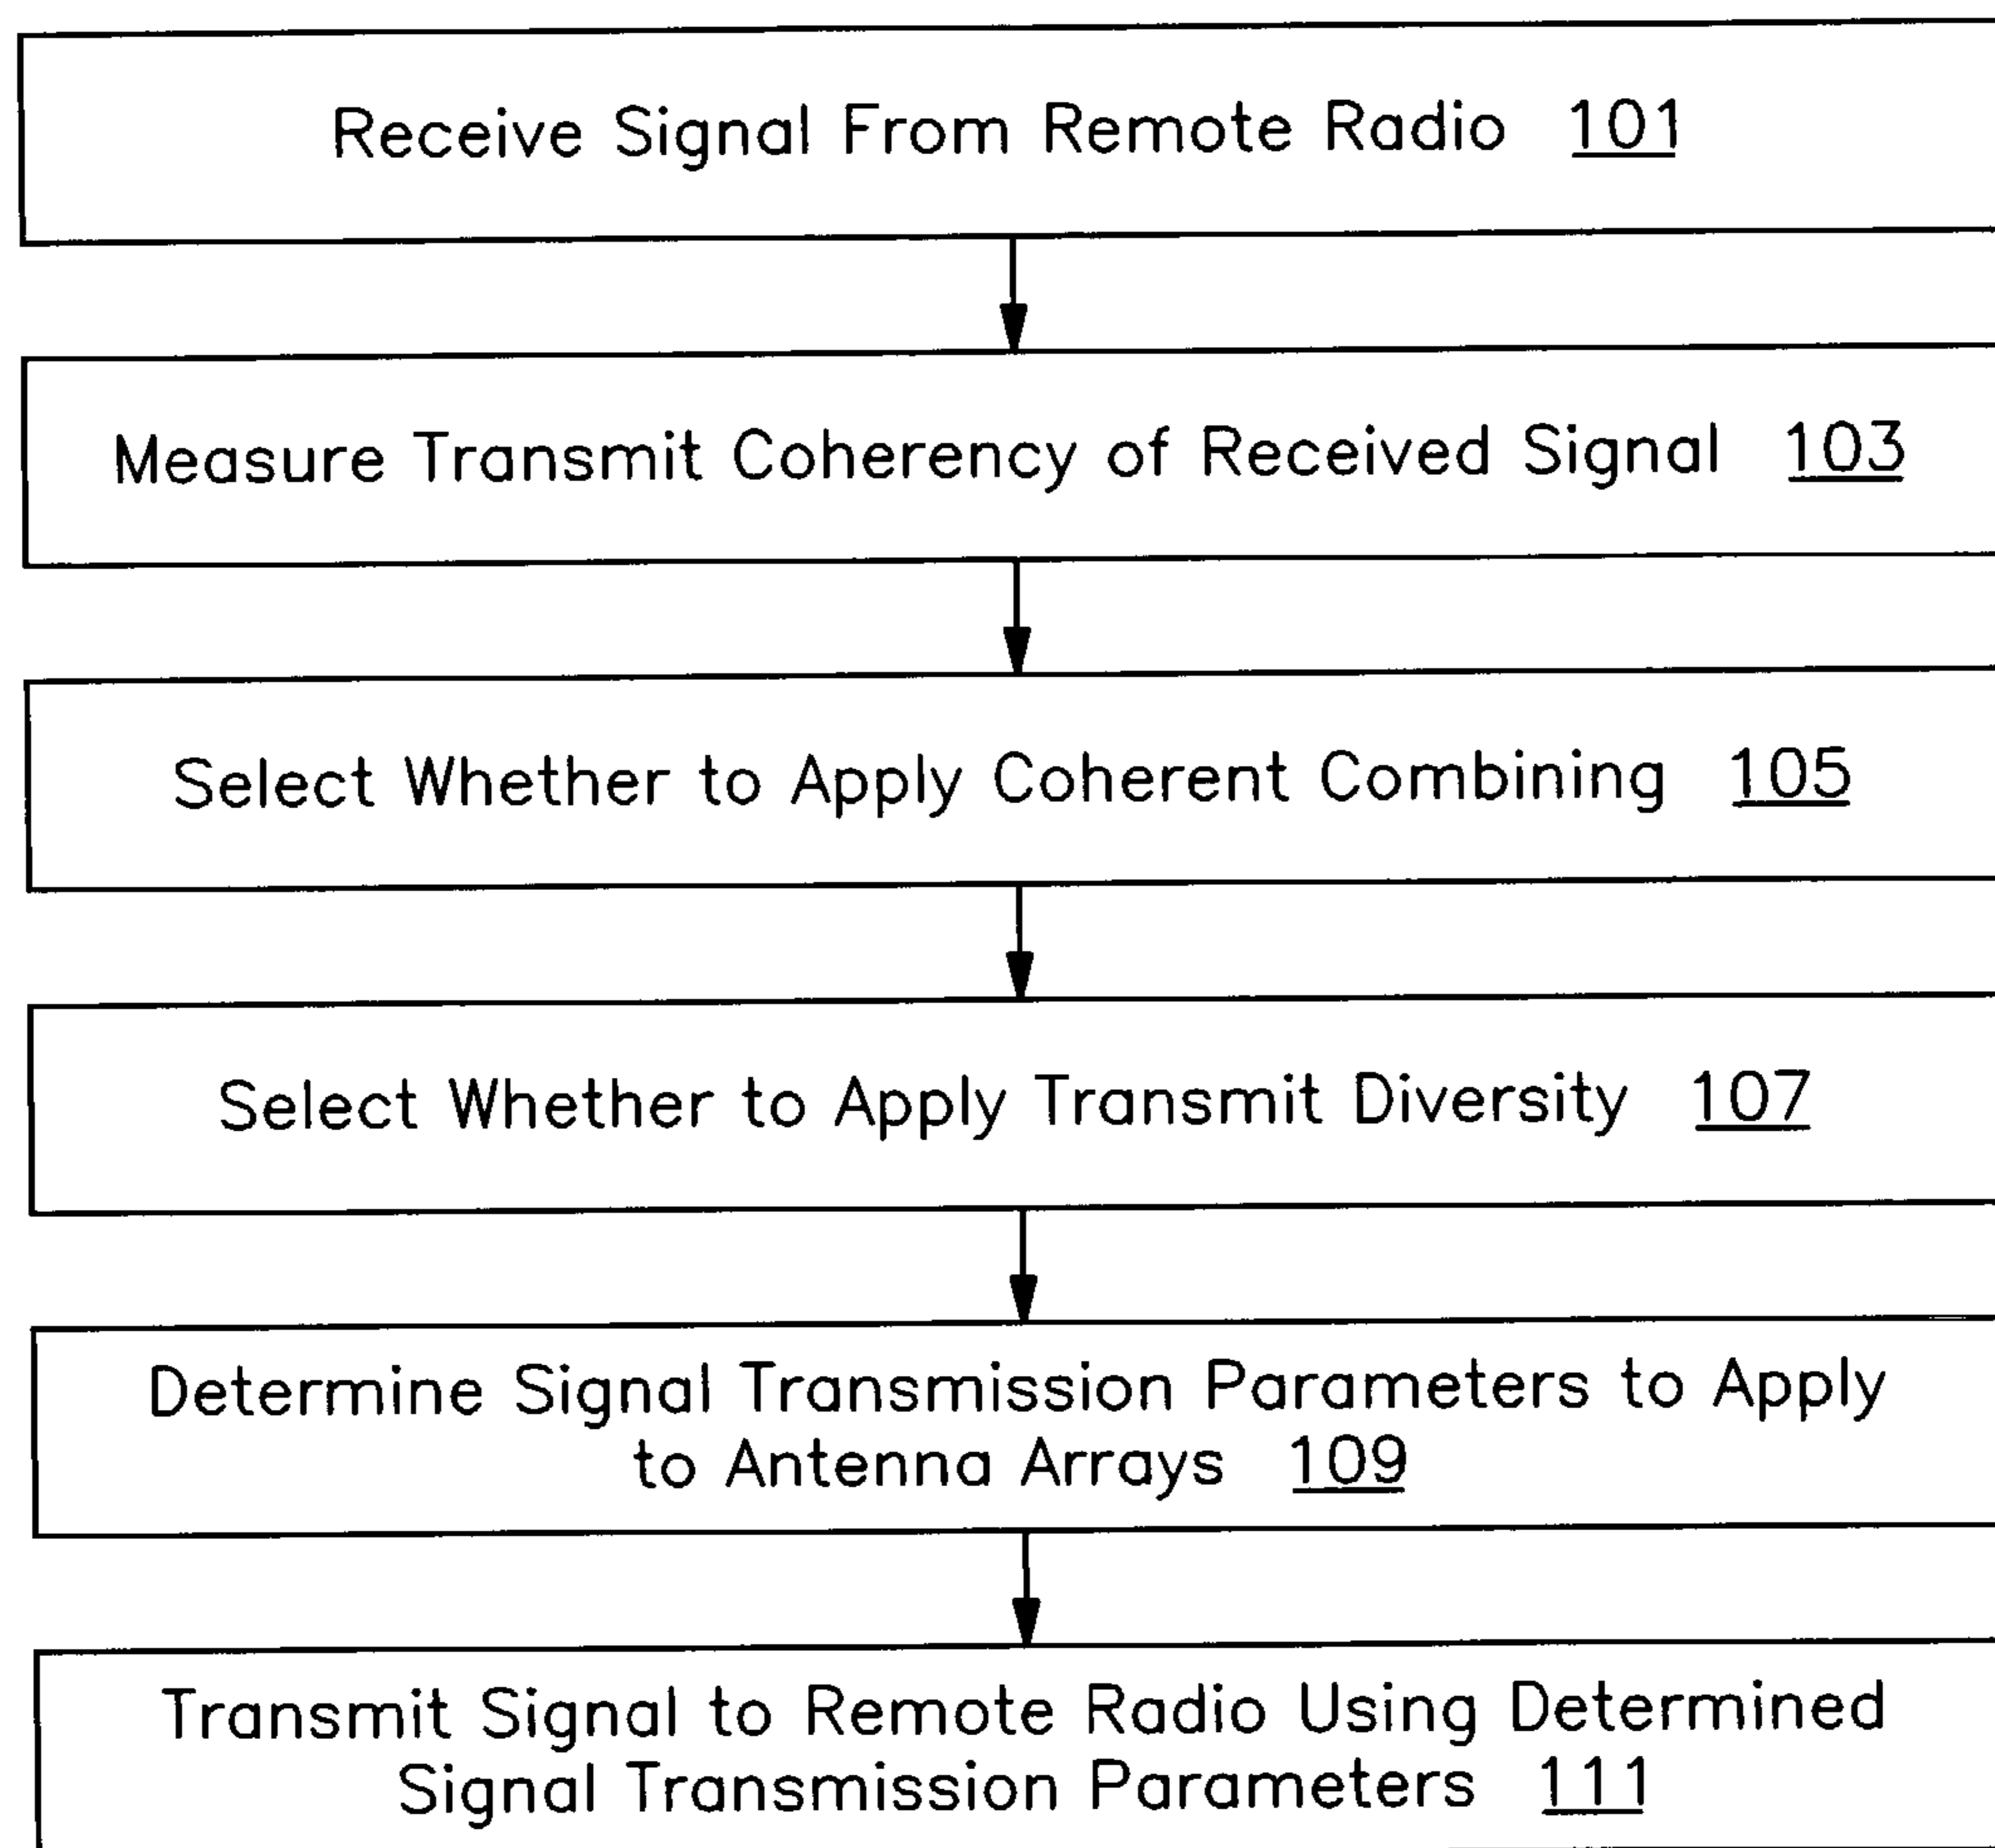 Receive Signal From Remote Radio 101
Measure Transmit Coherency of Received Signal 103
Select Whether to Apply Coherent Combining 105
Select Whether to Apply Transmit Diversity 107
Determine Signal Transmission Parameters to Apply
to Antenna Arrays 109
Transmit Signal to Remote Radio Using Determined
Signal Transmission Parameters 111